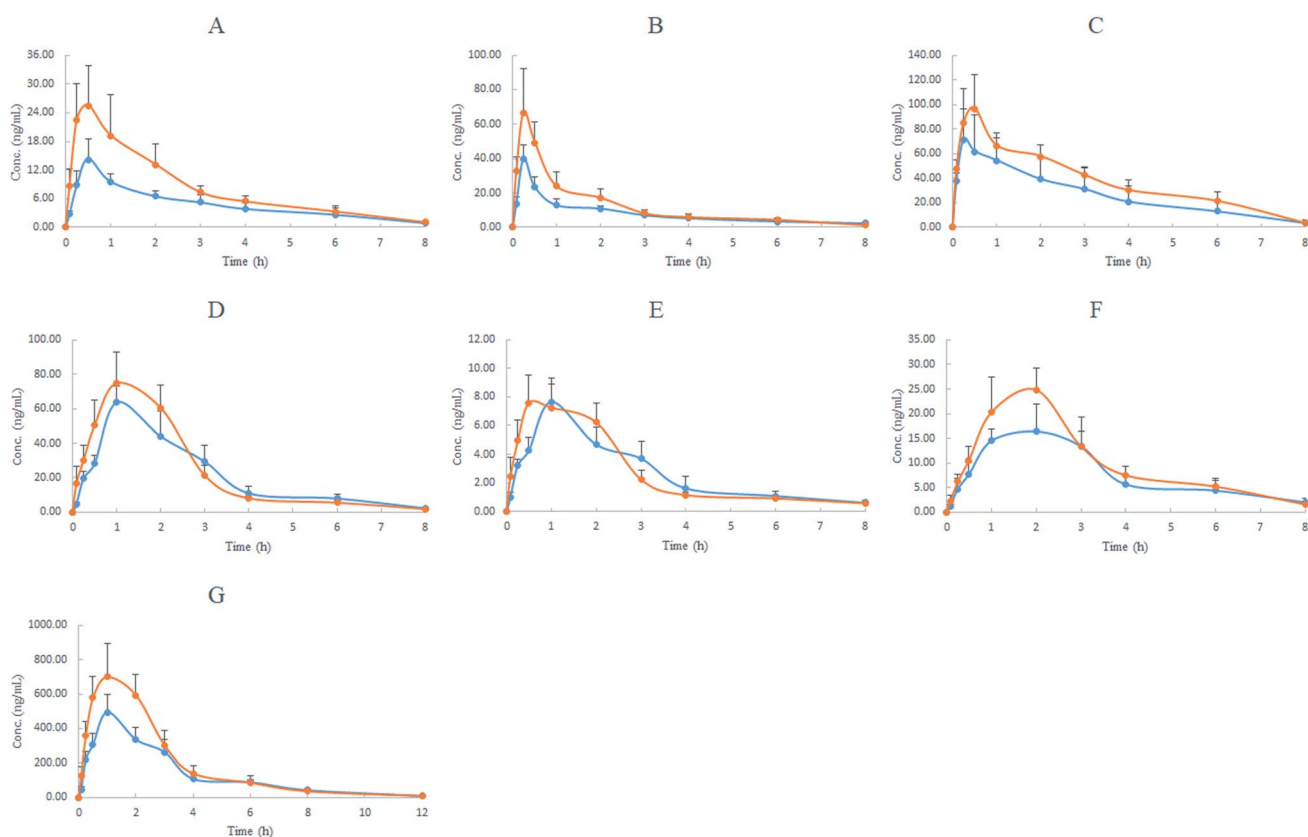 A
36.00
30.00
24.00
18.00
12.00
6.00
0.00
Conc. (ng/mL)
0 1 2 3 4 5 6 7 8
Time (h)
B
100.00
80.00
60.00
40.00
20.00
0.00
Conc. (ng/mL)
0 1 2 3 4 5 6 7 8
Time (h)
C
140.00
120.00
100.00
80.00
60.00
40.00
20.00
0.00
Conc. (ng/mL)
0 1 2 3 4 5 6 7 8
Time (h)
D
100.00
80.00
60.00
40.00
20.00
0.00
Conc. (ng/mL)
0 1 2 3 4 5 6 7 8
Time (h)
E
12.00
10.00
8.00
6.00
4.00
2.00
0.00
Conc. (ng/mL)
0 1 2 3 4 5 6 7 8
Time (h)
F
35.00
30.00
25.00
20.00
15.00
10.00
5.00
0.00
Conc. (ng/mL)
0 1 2 3 4 5 6 7 8
Time (h)
G
1000.00
800.00
600.00
400.00
200.00
0.00
Conc. (ng/mL)
0 2 4 6 8 10 12
Time (h)